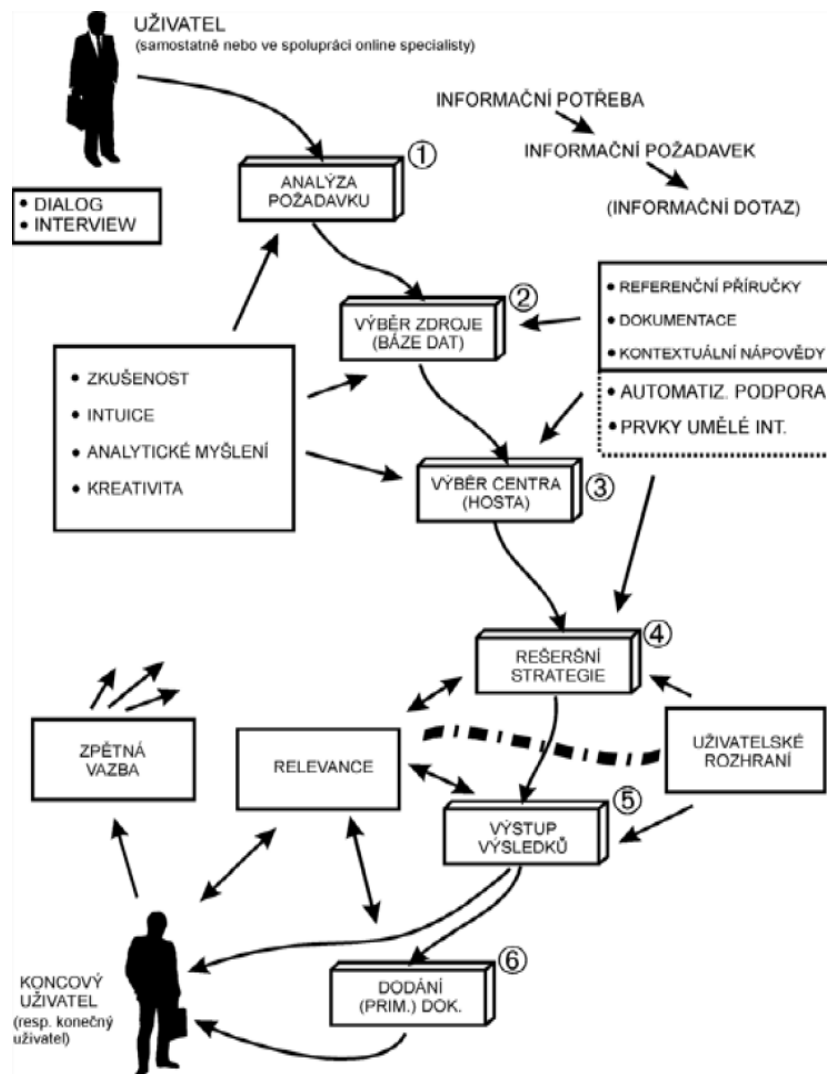 UŽIVATEL
(samostatně nebo ve spolupráci online specialisty)
INFORMAČNÍ POTŘEBA
INFORMAČNÍ POŽADAVEK
(INFORMAČNÍ DOTAZ)
①
ANALÝZA
POŽADAVKU
• DIALOG
• INTERVIEW
②
VÝBĚR ZDROJE
(BÁZE DAT)
• REFERENČNÍ PŘÍRUČKY
• DOKUMENTACE
• KONTEXTUÁLNÍ NÁPOVĚDY
• AUTOMATIZ. PODPORA
• PRVKY UMĚLÉ INT.
• ZKUŠENOST
• INTUICE
• ANALYTICKÉ MYŠLENÍ
• KREATIVITA
VÝBĚR CENTRA
(HOSTA)
③
④
REŠERŠNÍ
STRATEGIE
ZPĚTNÁ
VAZBA
RELEVANCE
UŽIVATELSKÉ
ROZHRANÍ
⑤
VÝSTUP
VÝSLEDKŮ
⑥
DODÁNÍ
(PRIM.) DOK.
KONCOVÝ
UŽIVATEL
(resp. konečný
uživatel)